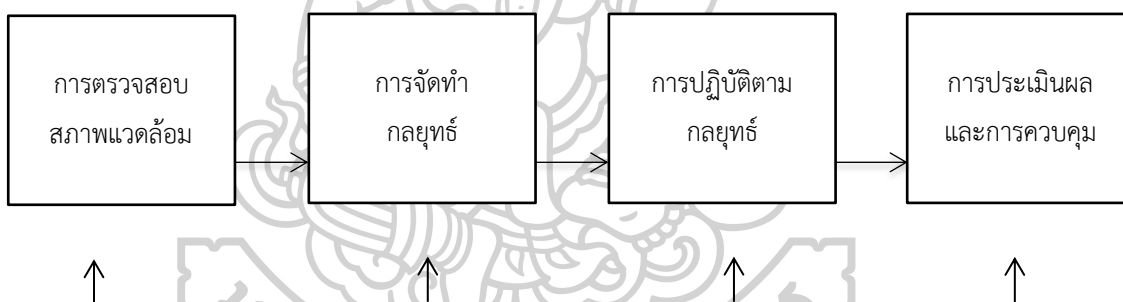 การตรวจสอบ
สภาพแวดล้อม
การจัดทำ
กลยุทธ์
การปฏิบัติตาม
กลยุทธ์
การประเมินผล
และการควบคุม